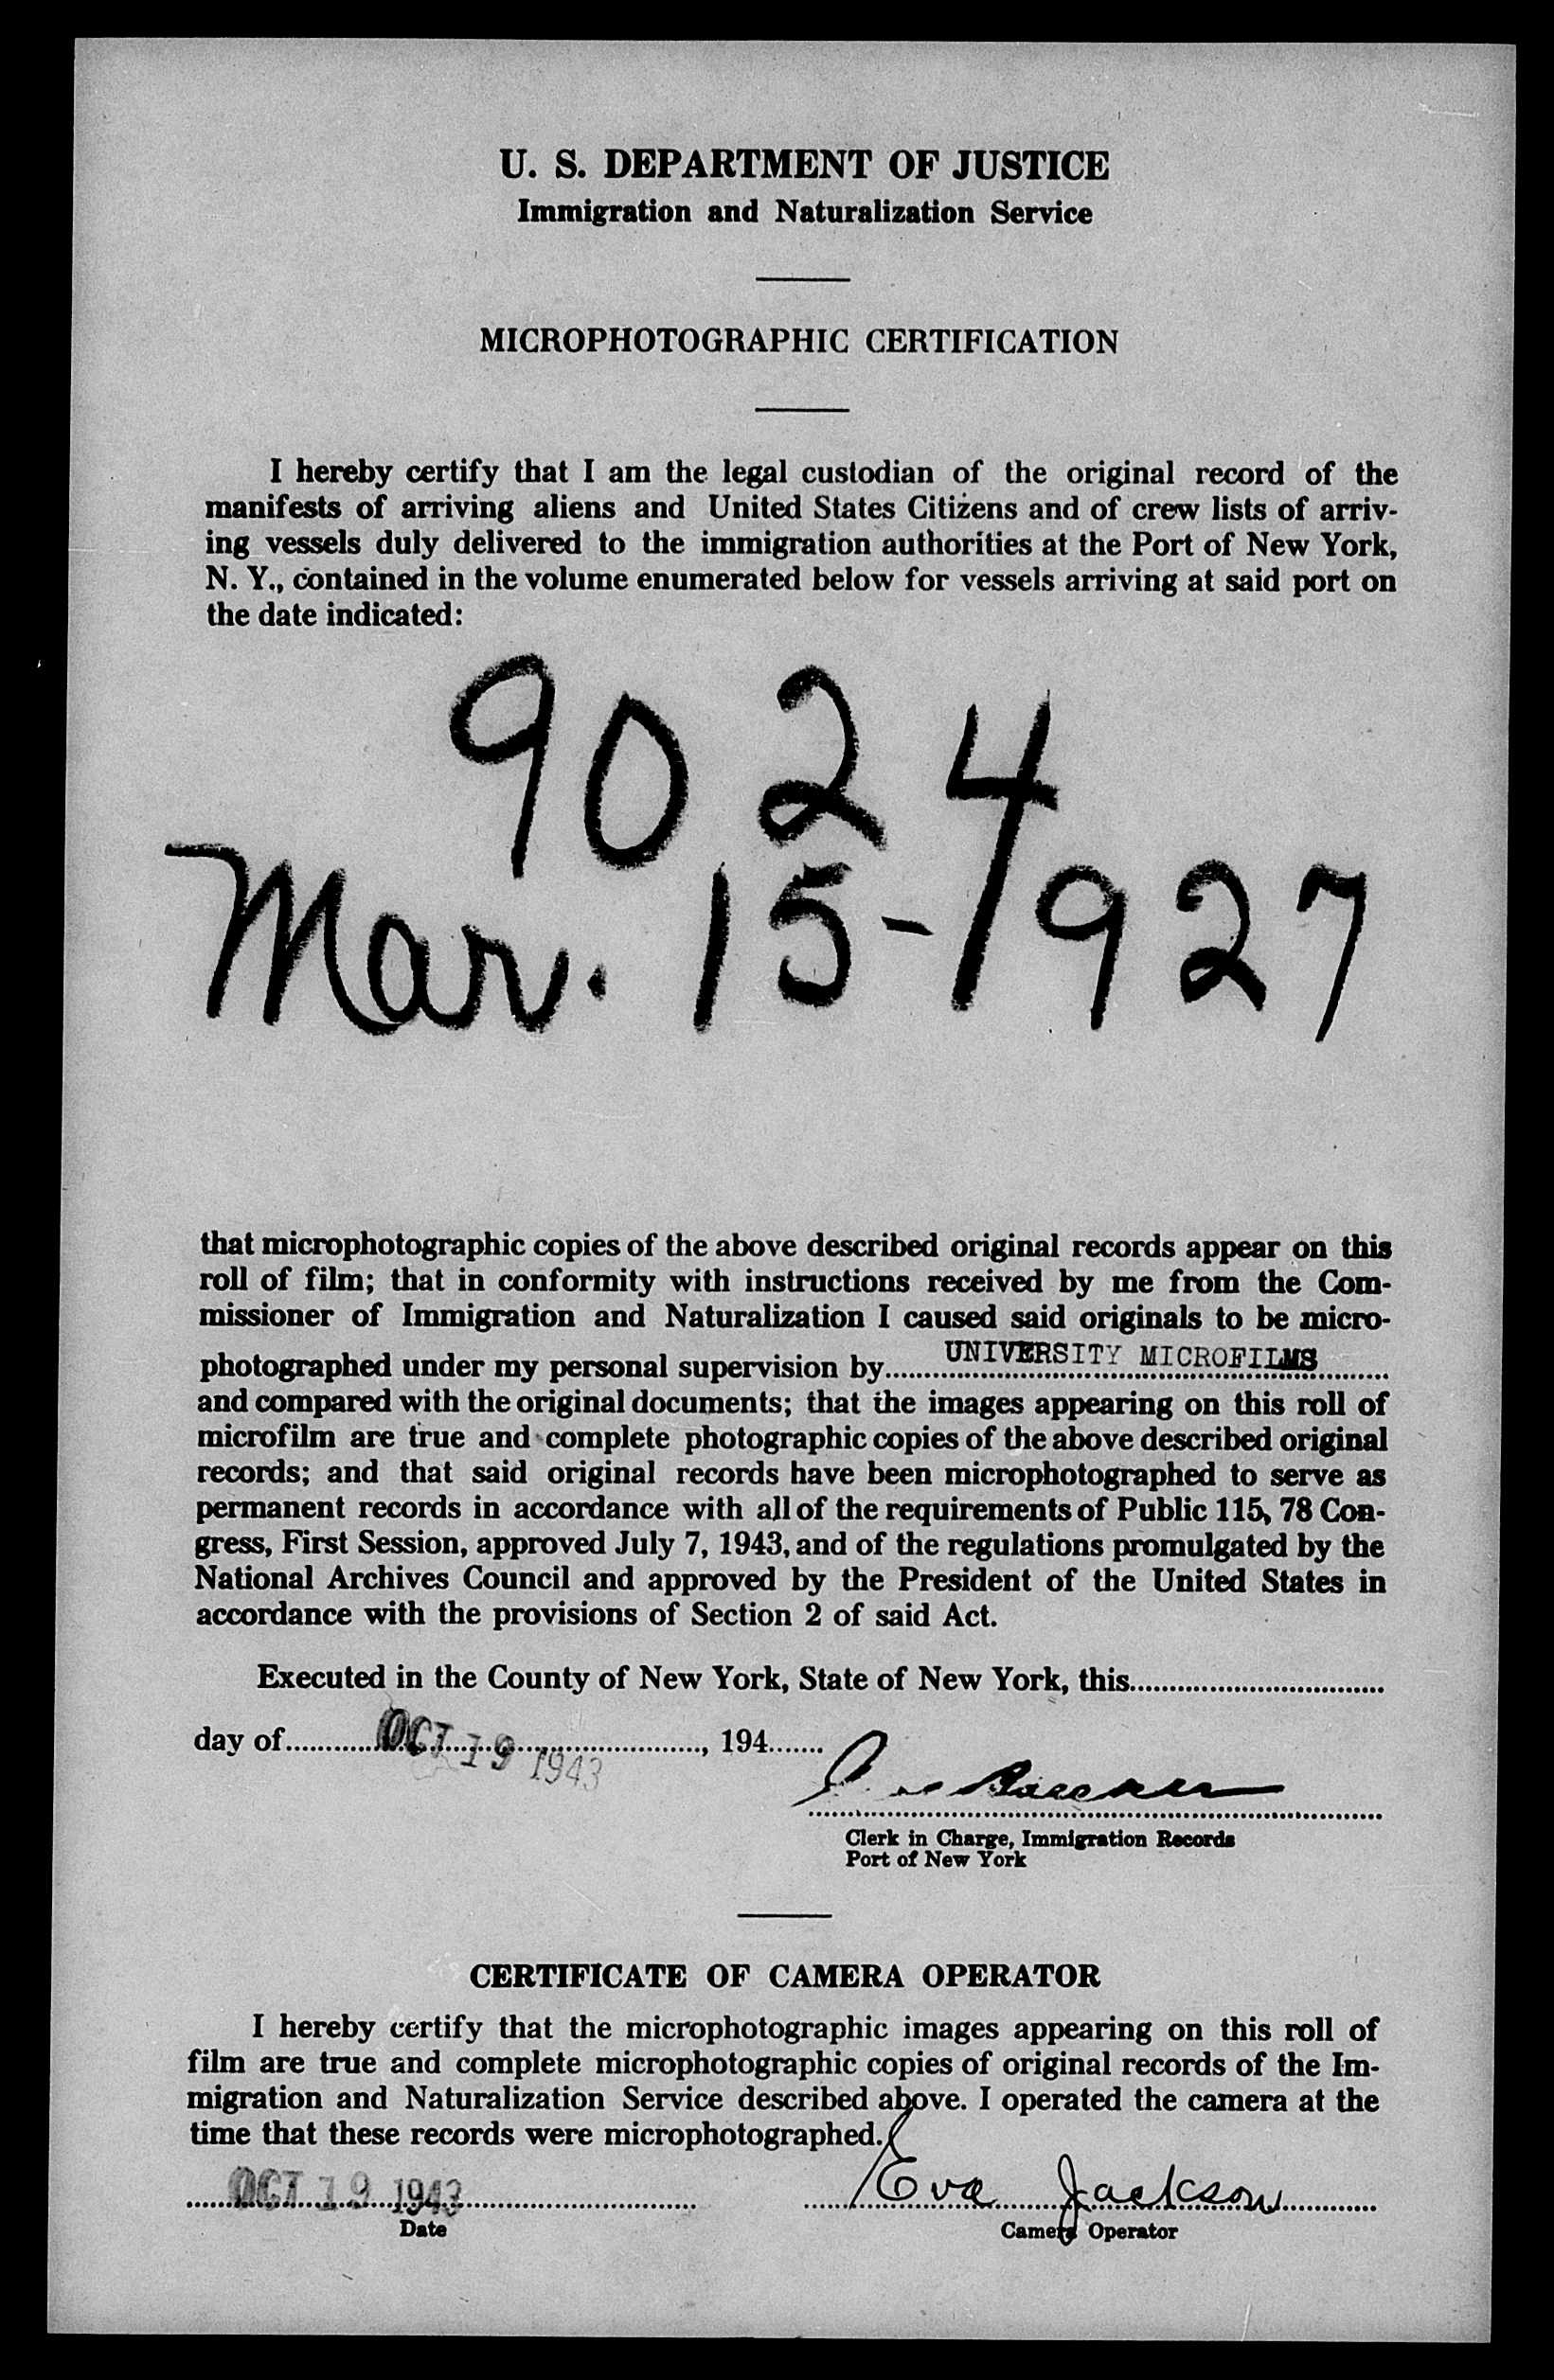 U. S. DEPARTMENT OF JUSTICE
Immigration and Naturalization Service
MICROPHOTOGRAPHIC CERTIFICATION
I hereby certify that I am the legal custodian of the original record of the
manifests of arriving aliens and United States Citizens and of crew lists of arriv-
ing vessels duly delivered to the immigration authorities at the Port of New York,
N. Y., contained in the volume enumerated below for vessels arriving at said port on
the date indicated:
9024
Mar. 15-1927
that microphotographic copies of the above described original records appear on this
roll of film; that in conformity with instructions received by me from the Com-
missioner of Immigration and Naturalization I caused said originals to be micro-
photographed under my personal supervision by UNIVERSITY MICROFILMS
and compared with the original documents; that the images appearing on this roll of
microfilm are true and complete photographic copies of the above described original
records; and that said original records have been microphotographed to serve as
permanent records in accordance with all of the requirements of Public 115, 78 Con-
gress, First Session, approved July 7, 1943, and of the regulations promulgated by the
National Archives Council and approved by the President of the United States in
accordance with the provisions of Section 2 of said Act.
Executed in the County of New York, State of New York, this
day of OCT 19 1943, 194
Clerk in Charge, Immigration Records
Port of New York
CERTIFICATE OF CAMERA OPERATOR
I hereby certify that the microphotographic images appearing on this roll of
film are true and complete microphotographic copies of original records of the Im-
migration and Naturalization Service described above. I operated the camera at the
time that these records were microphotographed.
OCT 19 1943 Eva Jackson
Date Camera Operator